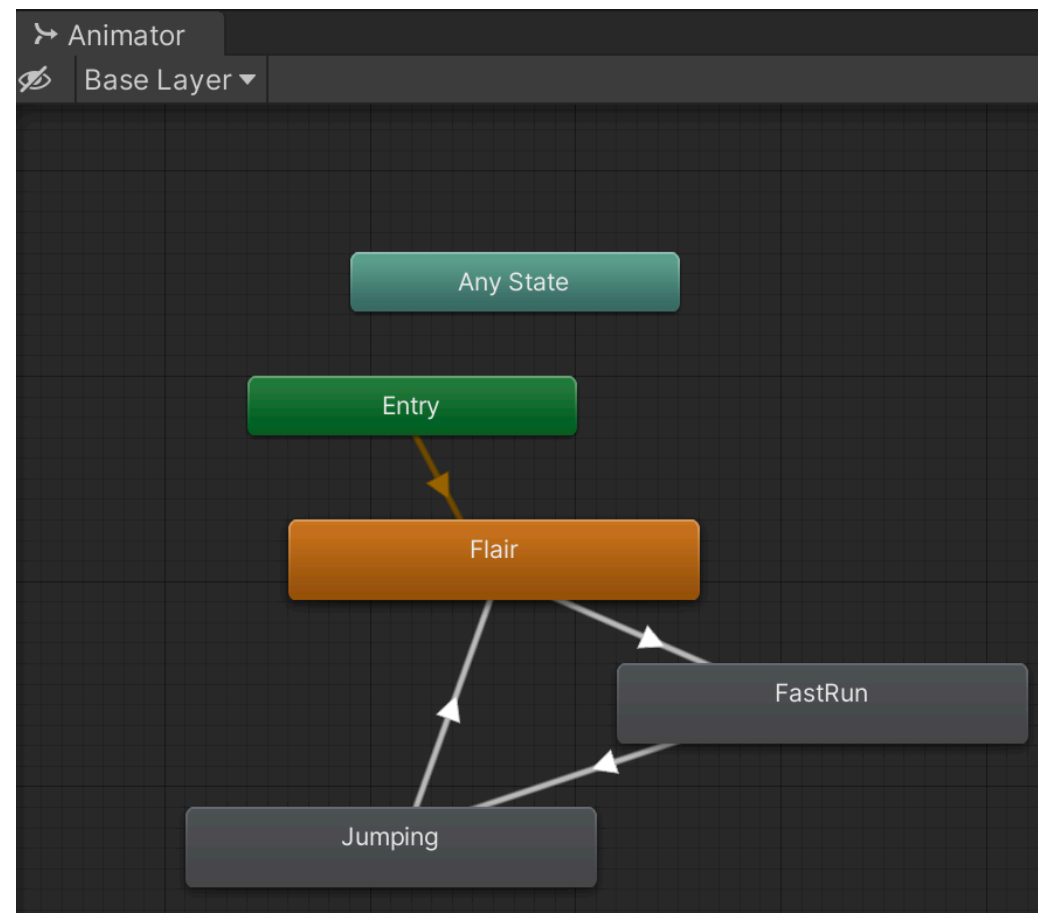 Animator
Base Layer
Any State
Entry
Flair
FastRun
Jumping